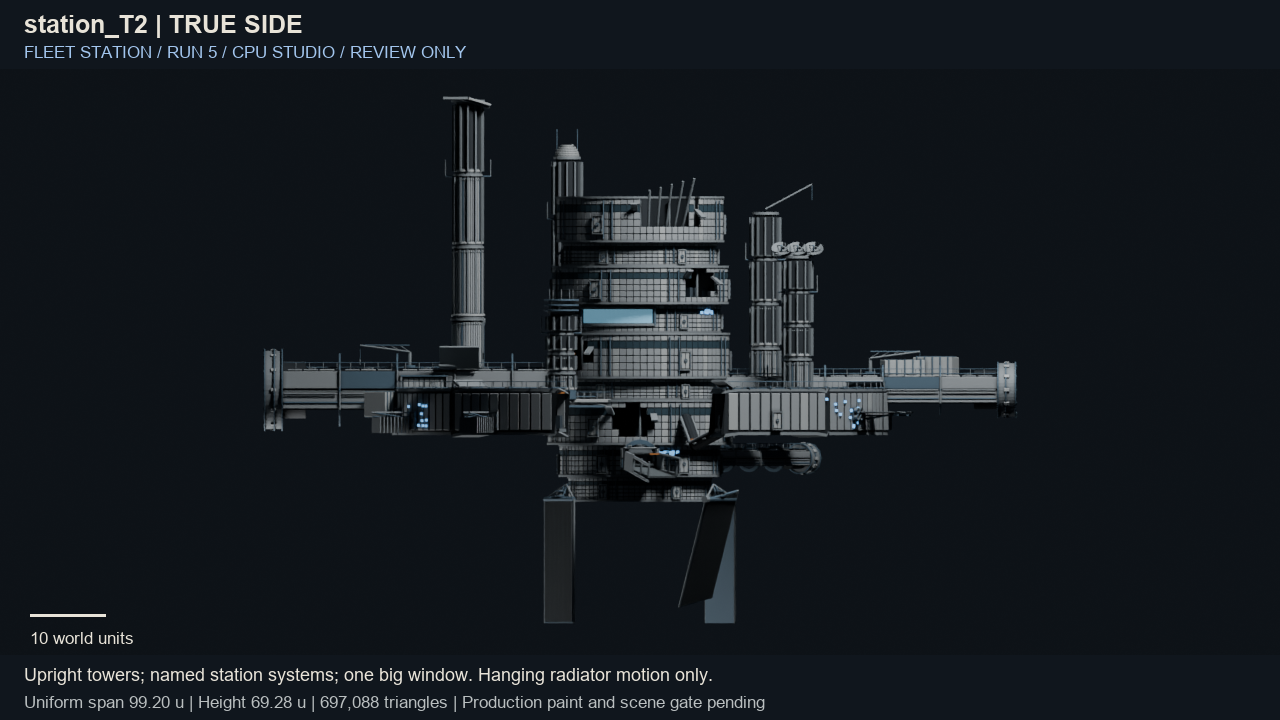 station_T2 | TRUE SIDE
FLEET STATION / RUN 5 / CPU STUDIO / REVIEW ONLY
10 world units
Upright towers; named station systems; one big window. Hanging radiator motion only.
Uniform span 99.20 u | Height 69.28 u | 697,088 triangles | Production paint and scene gate pending